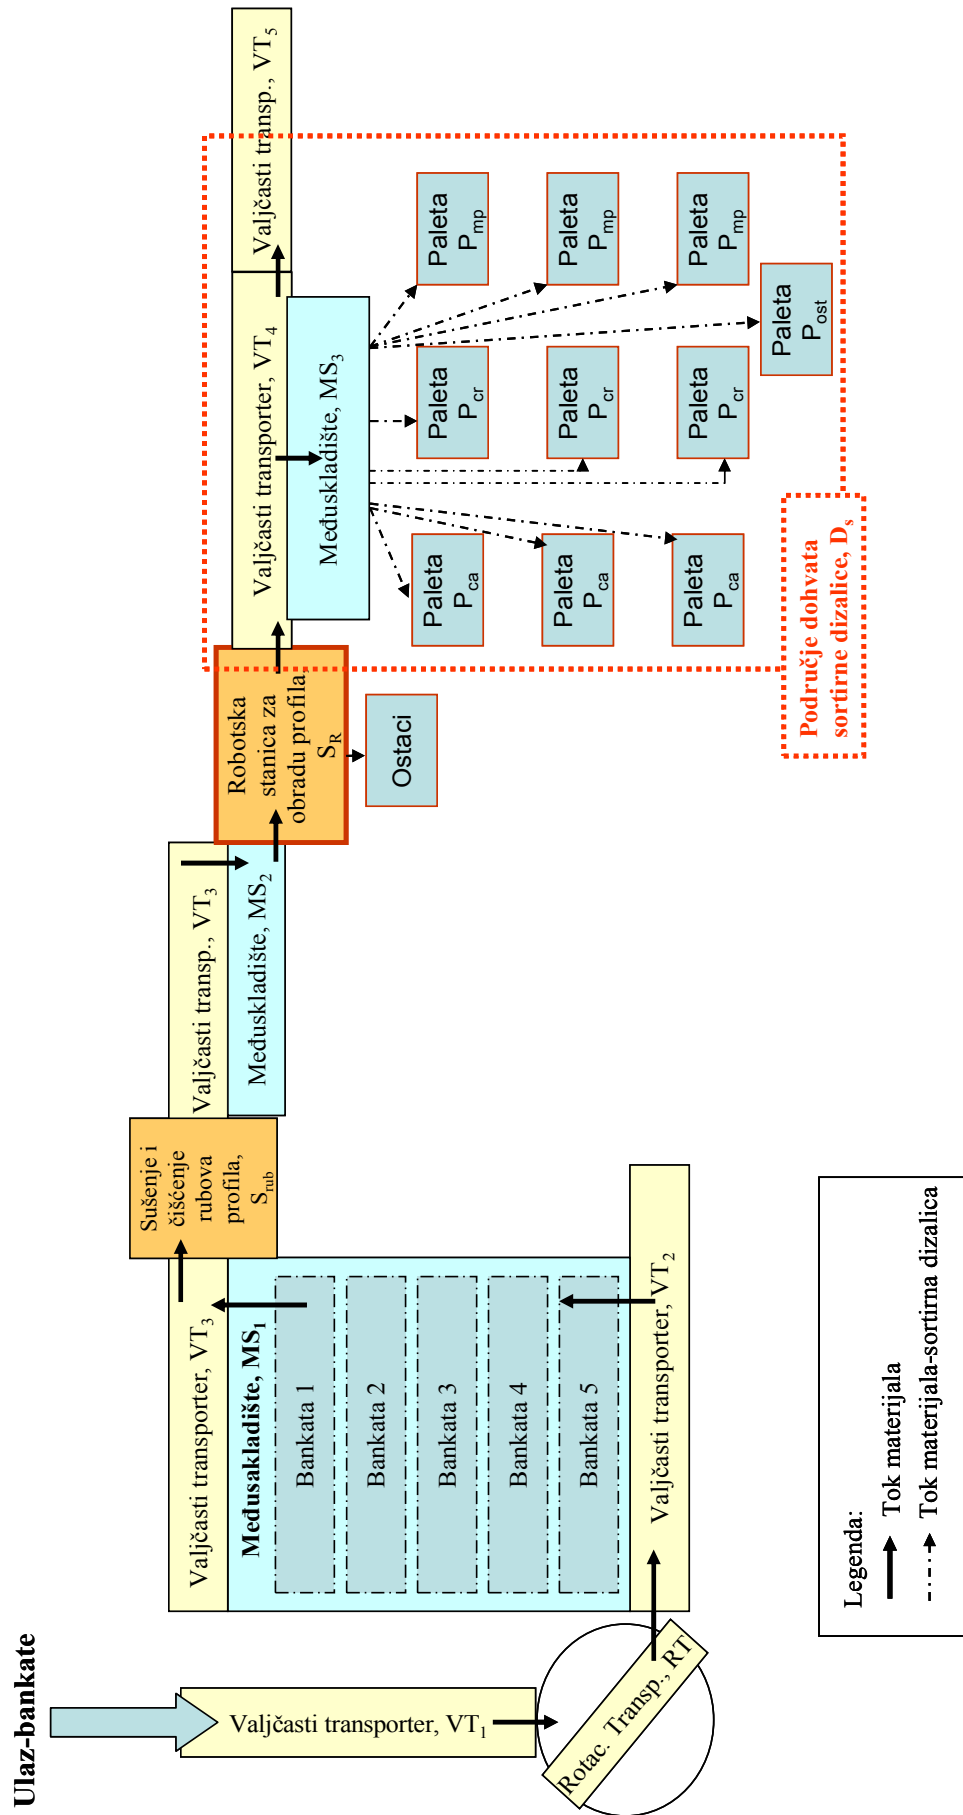 Ulaz-bankate
Valjčasti transporter, VT1
Rotac. Transp., RT
Valjčasti transporter, VT2
Međusakladište, MS1
Bankata 1
Bankata 2
Bankata 3
Bankata 4
Bankata 5
Valjčasti transporter, VT3
Sušenje i
čišćenje
rubova
profila,
Srub
Valjčasti transp., VT3
Međuskladište, MS2
Robotska
stanica za
obradu profila,
SR
Ostaci
Valjčasti transporter, VT4
Valjčasti transp., VT5
Međuskladište, MS3
Paleta
Pca
Paleta
Pca
Paleta
Pca
Paleta
Pcr
Paleta
Pcr
Paleta
Pcr
Paleta
Pmp
Paleta
Pmp
Paleta
Pmp
Paleta
Post
Područje dohvata
sortirne dizalice, Ds
Legenda:
Tok materijala
Tok materijala-sortirna dizalica